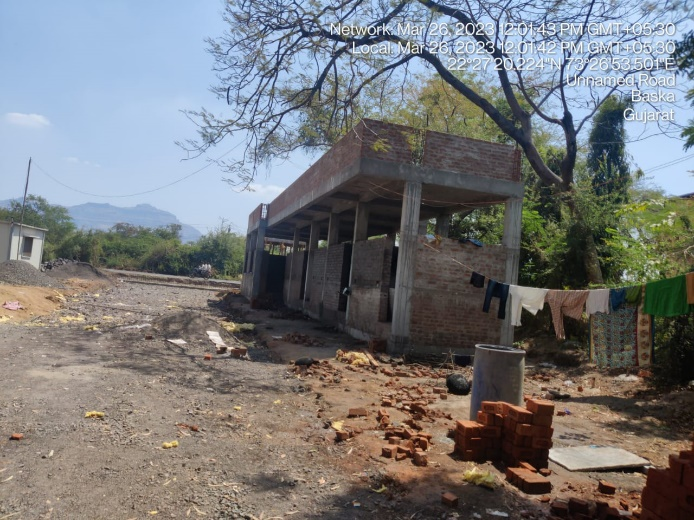 Network: Mar 26, 2023 12:01:43 PM GMT+05:30
Local: Mar 26, 2023 12:01:42 PM GMT+05:30
22°27'20.224"N 73°26'53.501"E
Unnamed Road
Baska
Gujarat